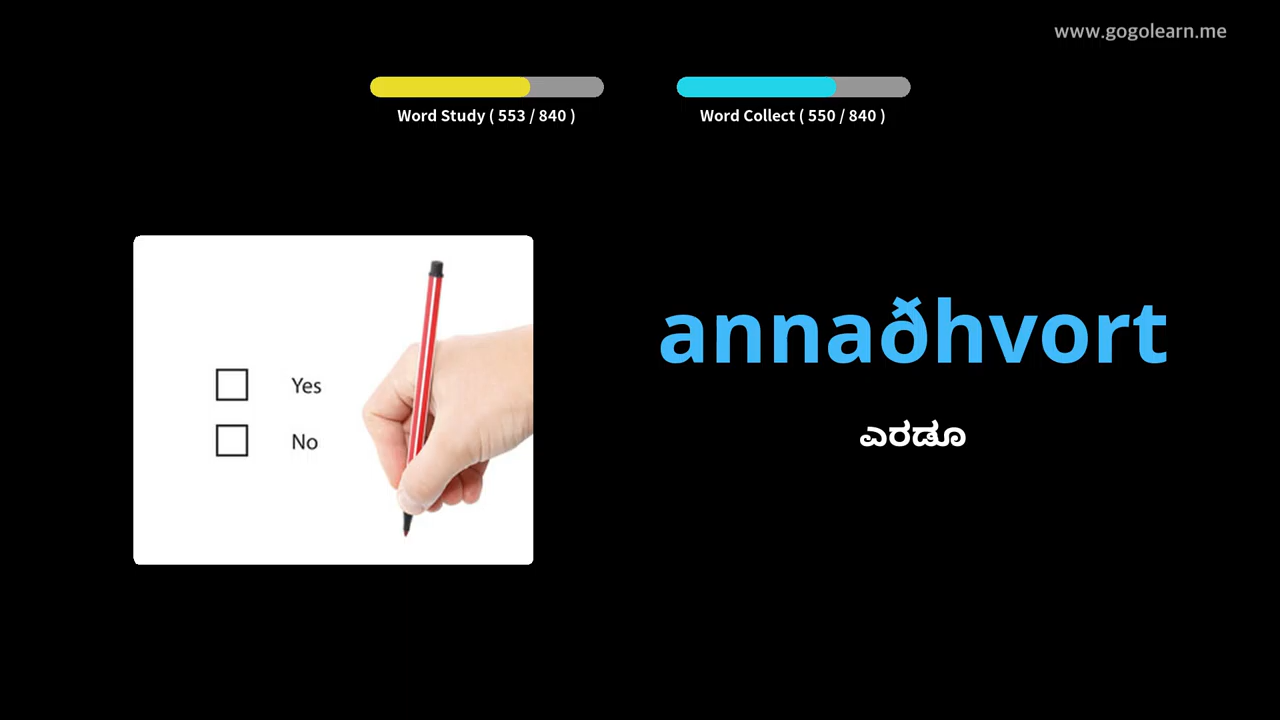 www.gogolearn.me
Word Study ( 553 / 840 )
Word Collect ( 550 / 840 )
Yes
No
annaðhvort
ಎರಡೂ